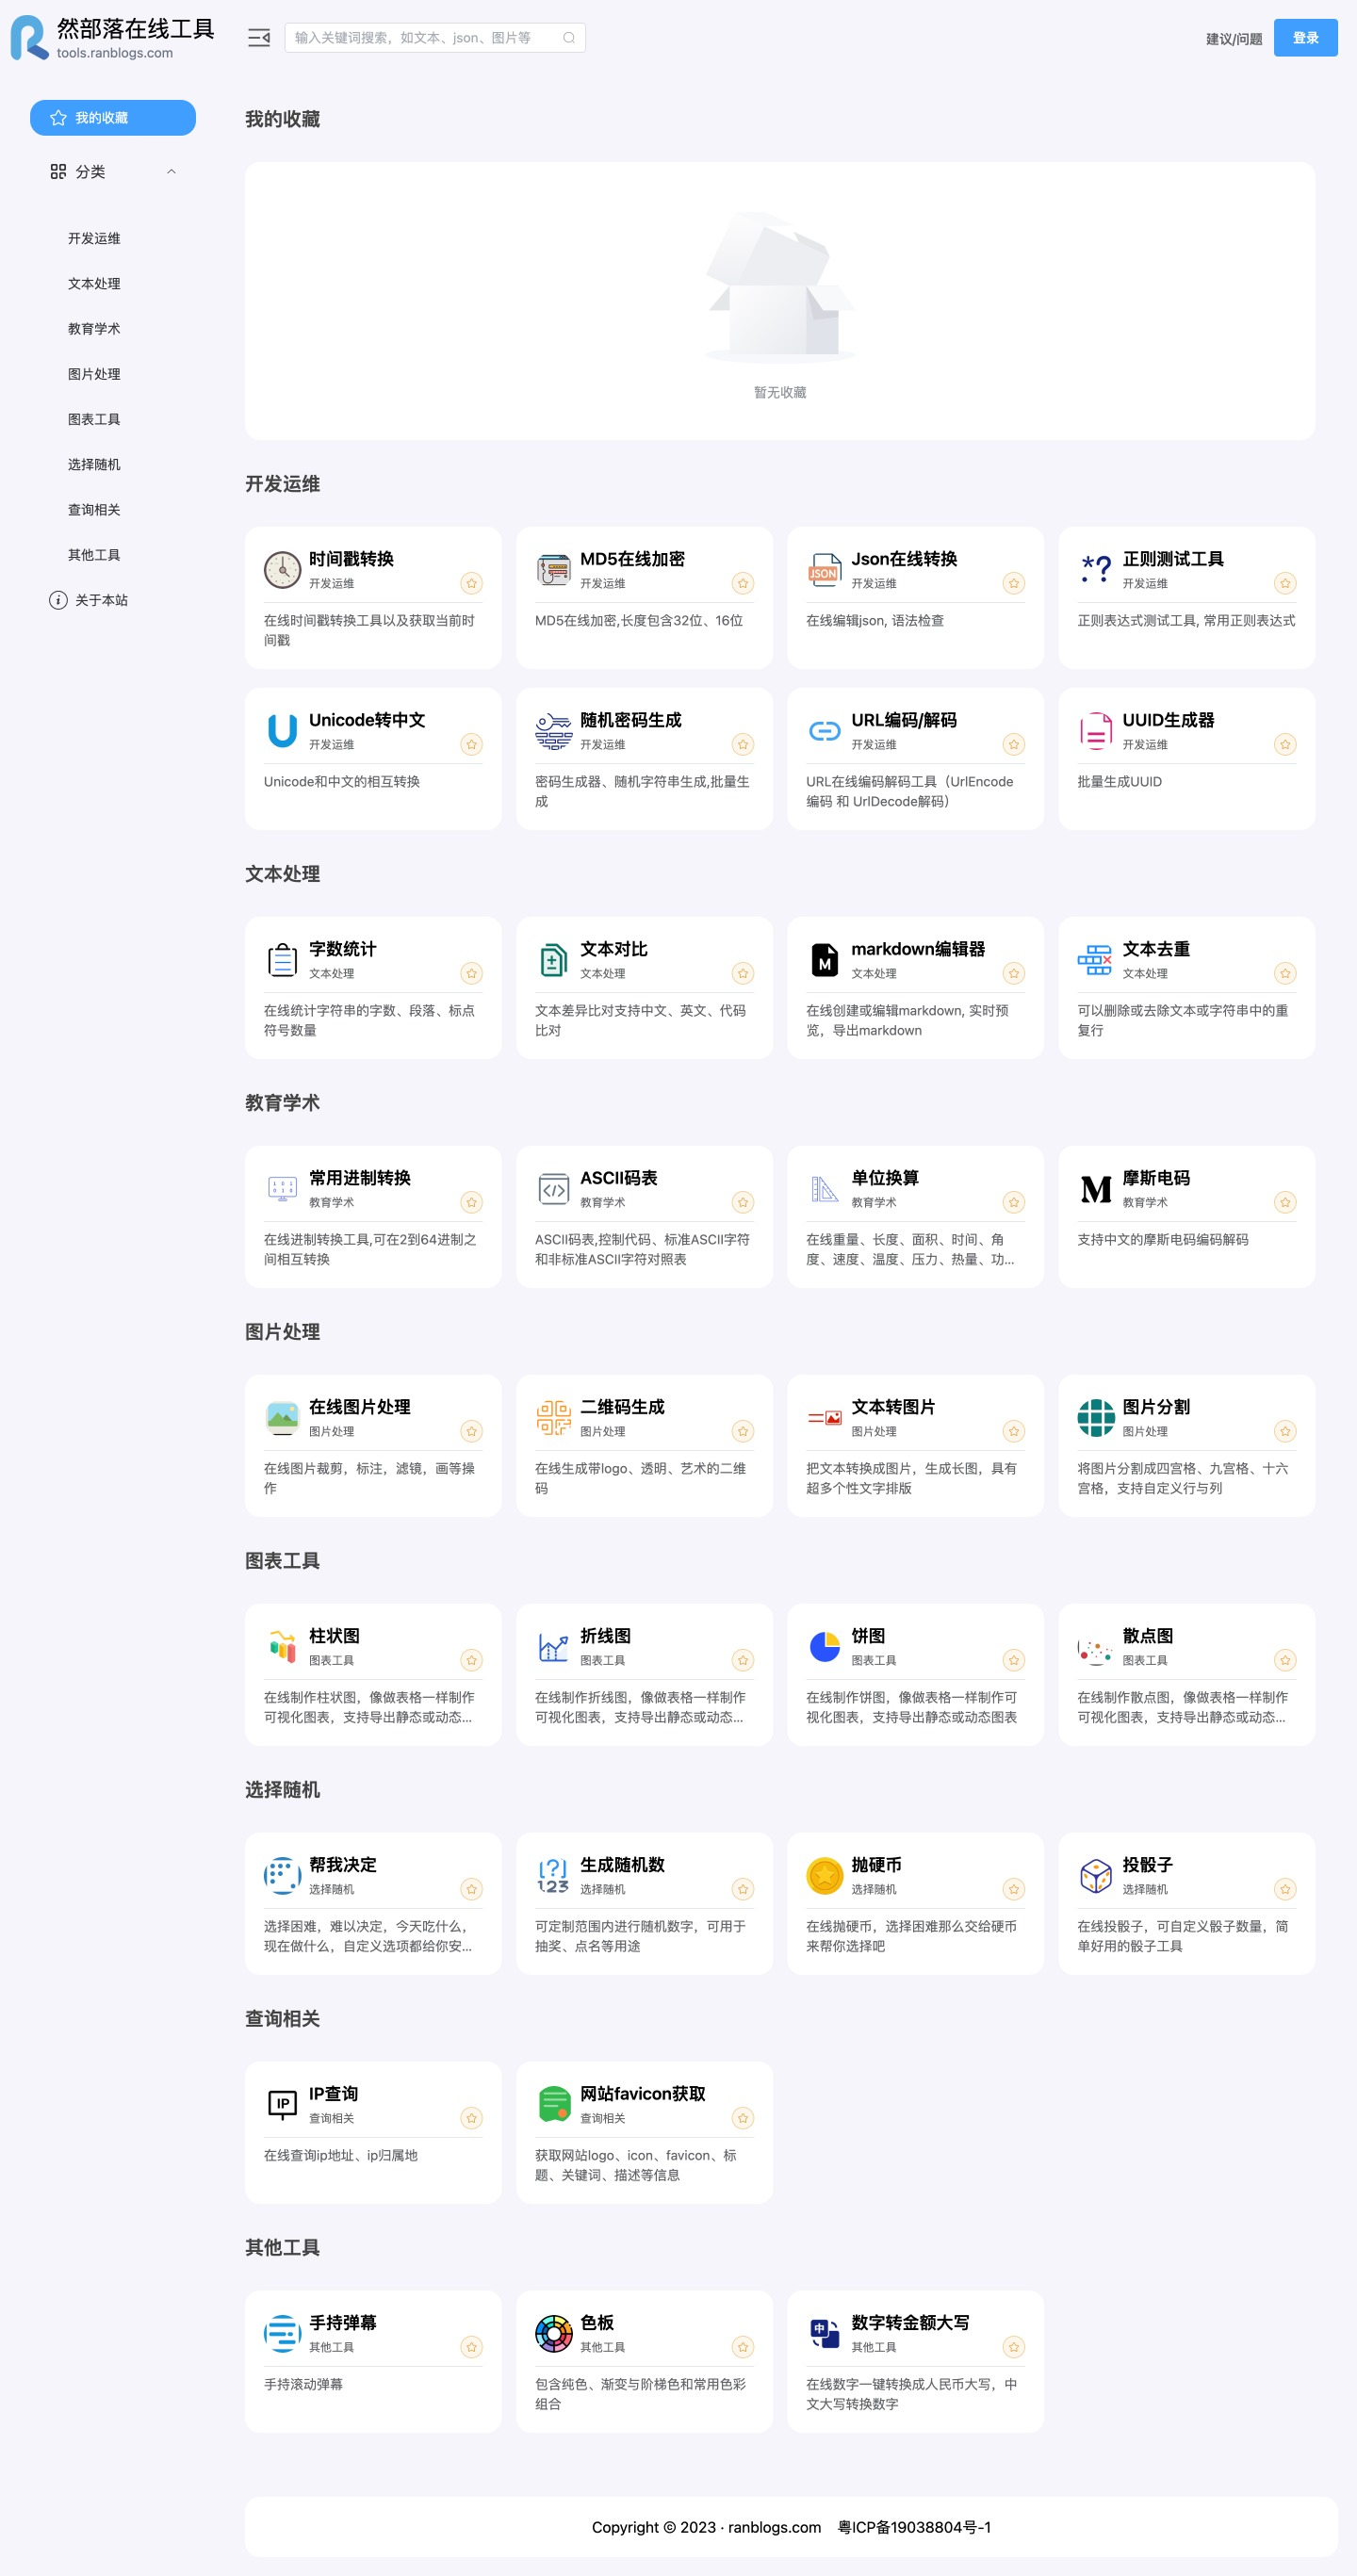 然部落在线工具
tools.ranblogs.com
输入关键词搜索，如文本、json、图片等
建议/问题
登录
我的收藏
分类
开发运维
文本处理
教育学术
图片处理
图表工具
选择随机
查询相关
其他工具
关于本站
我的收藏
暂无收藏
开发运维
时间戳转换
开发运维
在线时间戳转换工具以及获取当前时
间戳
MD5在线加密
开发运维
MD5在线加密,长度包含32位、16位
JSON
Json在线转换
开发运维
在线编辑json, 语法检查
*?
正则测试工具
开发运维
正则表达式测试工具, 常用正则表达式
Unicode转中文
开发运维
Unicode和中文的相互转换
随机密码生成
开发运维
密码生成器、随机字符串生成,批量生
成
URL编码/解码
开发运维
URL在线编码解码工具（UrlEncode
编码 和 UrlDecode解码）
UUID生成器
开发运维
批量生成UUID
文本处理
字数统计
文本处理
在线统计字符串的字数、段落、标点
符号数量
文本对比
文本处理
文本差异比对支持中文、英文、代码
比对
M
markdown编辑器
文本处理
在线创建或编辑markdown, 实时预
览，导出markdown
文本去重
文本处理
可以删除或去除文本或字符串中的重
复行
教育学术
常用进制转换
教育学术
在线进制转换工具,可在2到64进制之
间相互转换
ASCII码表
教育学术
ASCII码表,控制代码、标准ASCII字符
和非标准ASCII字符对照表
单位换算
教育学术
在线重量、长度、面积、时间、角
度、速度、温度、压力、热量、功...
M
摩斯电码
教育学术
支持中文的摩斯电码编码解码
图片处理
在线图片处理
图片处理
在线图片裁剪，标注，滤镜，画等操
作
二维码生成
图片处理
在线生成带logo、透明、艺术的二维
码
文本转图片
图片处理
把文本转换成图片，生成长图，具有
超多个性文字排版
图片分割
图片处理
将图片分割成四宫格、九宫格、十六
宫格，支持自定义行与列
图表工具
柱状图
图表工具
在线制作柱状图，像做表格一样制作
可视化图表，支持导出静态或动态...
折线图
图表工具
在线制作折线图，像做表格一样制作
可视化图表，支持导出静态或动态...
饼图
图表工具
在线制作饼图，像做表格一样制作可
视化图表，支持导出静态或动态图表
散点图
图表工具
在线制作散点图，像做表格一样制作
可视化图表，支持导出静态或动态...
选择随机
帮我决定
选择随机
选择困难，难以决定，今天吃什么，
现在做什么，自定义选项都给你安...
[?]
123
生成随机数
选择随机
可定制范围内进行随机数字，可用于
抽奖、点名等用途
抛硬币
选择随机
在线抛硬币，选择困难那么交给硬币
来帮你选择吧
投骰子
选择随机
在线投骰子，可自定义骰子数量，简
单好用的骰子工具
查询相关
IP
IP查询
查询相关
在线查询ip地址、ip归属地
网站favicon获取
查询相关
获取网站logo、icon、favicon、标
题、关键词、描述等信息
其他工具
手持弹幕
其他工具
手持滚动弹幕
色板
其他工具
包含纯色、渐变与阶梯色和常用色彩
组合
中
数字转金额大写
其他工具
在线数字一键转换成人民币大写，中
文大写转换数字
Copyright © 2023 · ranblogs.com 粤ICP备19038804号-1